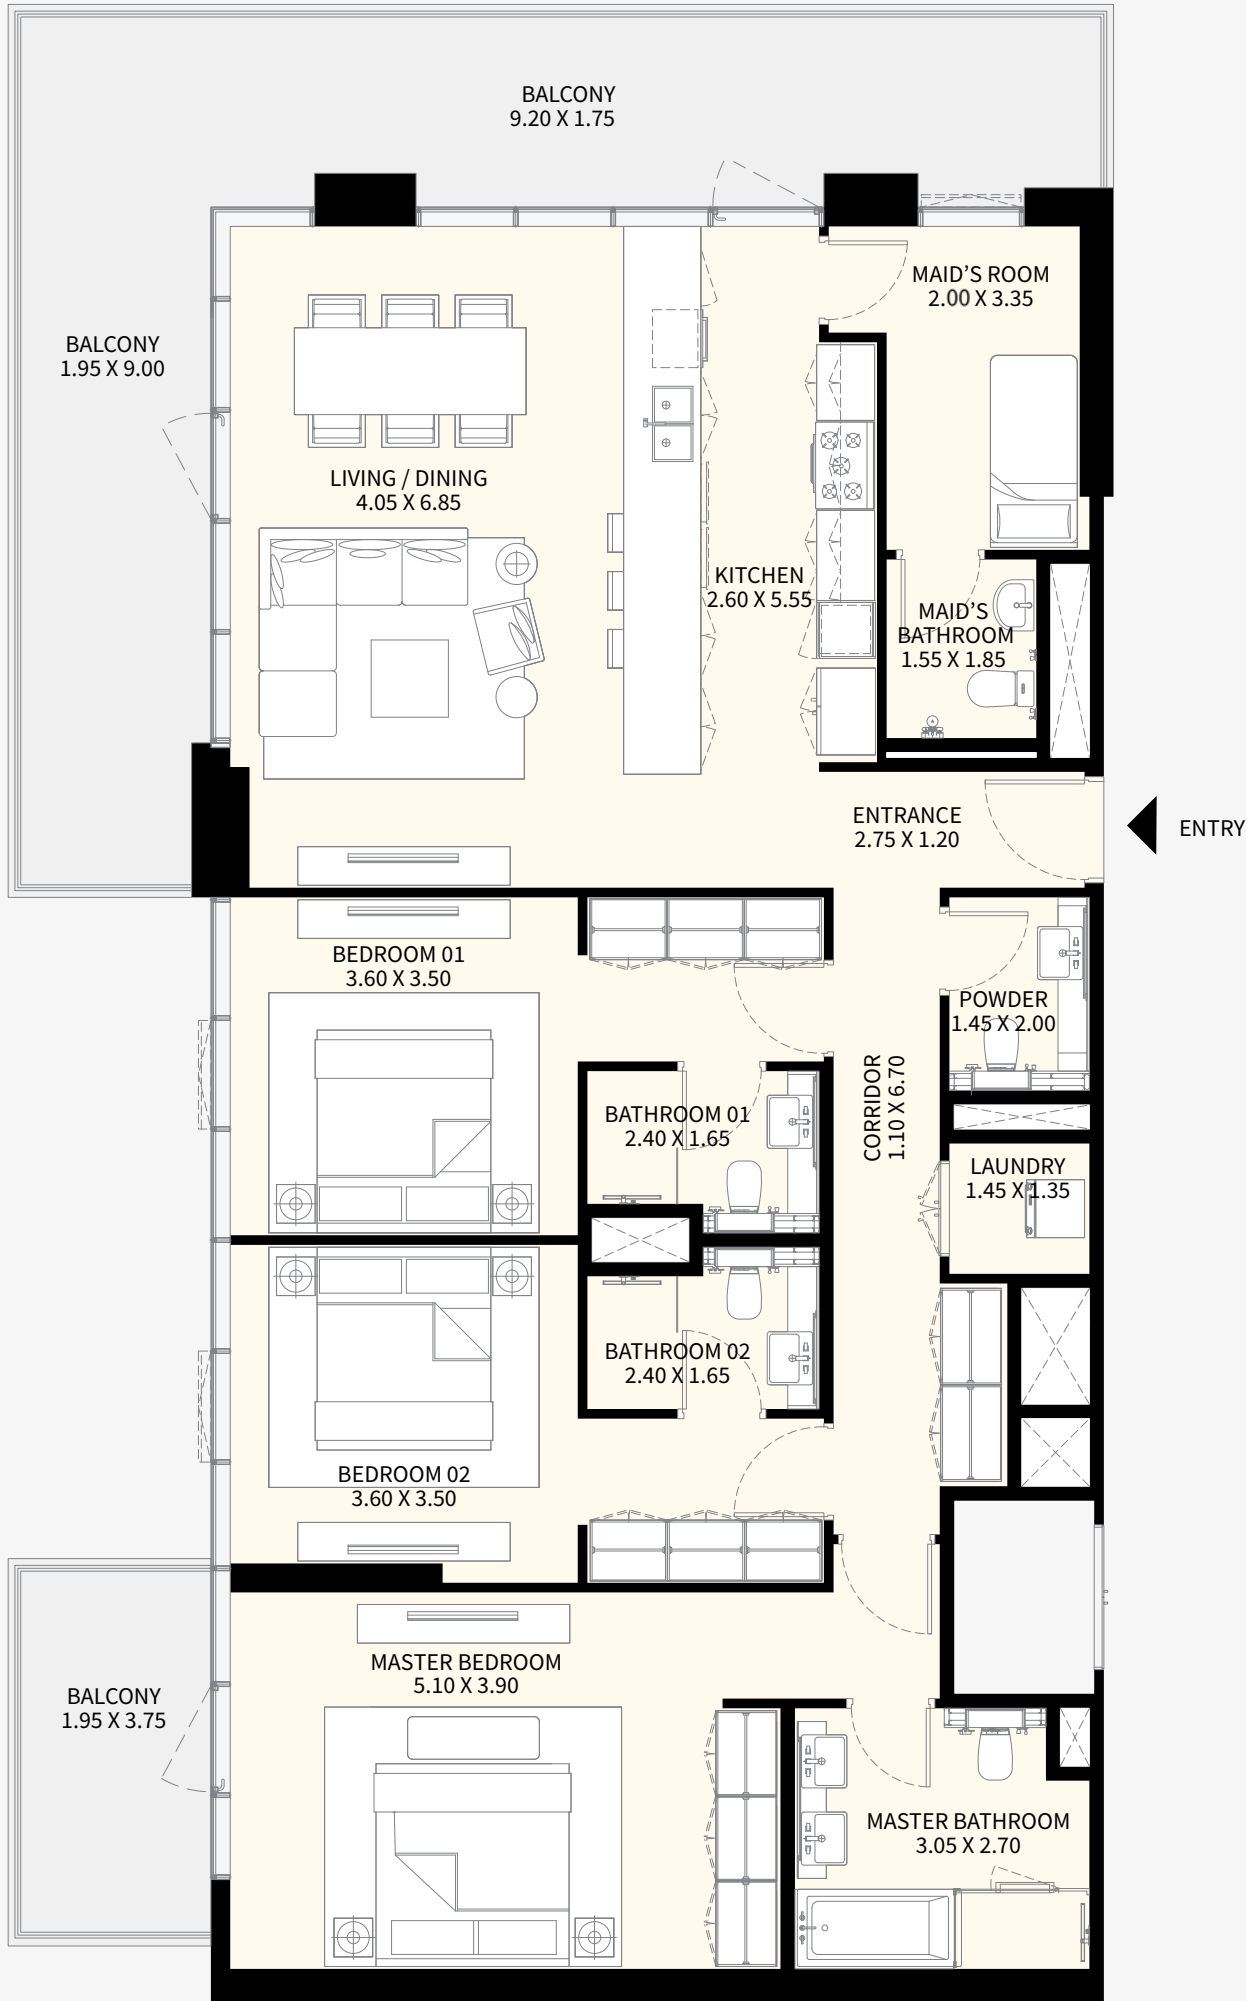 BALCONY
9.20 X 1.75
MAID’S ROOM
2.00 X 3.35
BALCONY
1.95 X 9.00
LIVING / DINING
4.05 X 6.85
KITCHEN
2.60 X 5.55
MAID’S
BATHROOM
1.55 X 1.85
ENTRANCE
2.75 X 1.20
ENTRY
BEDROOM 01
3.60 X 3.50
POWDER
1.45 X 2.00
CORRIDOR
1.10 X 6.70
BATHROOM 01
2.40 X 1.65
LAUNDRY
1.45 X 1.35
BATHROOM 02
2.40 X 1.65
BEDROOM 02
3.60 X 3.50
MASTER BEDROOM
5.10 X 3.90
BALCONY
1.95 X 3.75
MASTER BATHROOM
3.05 X 2.70